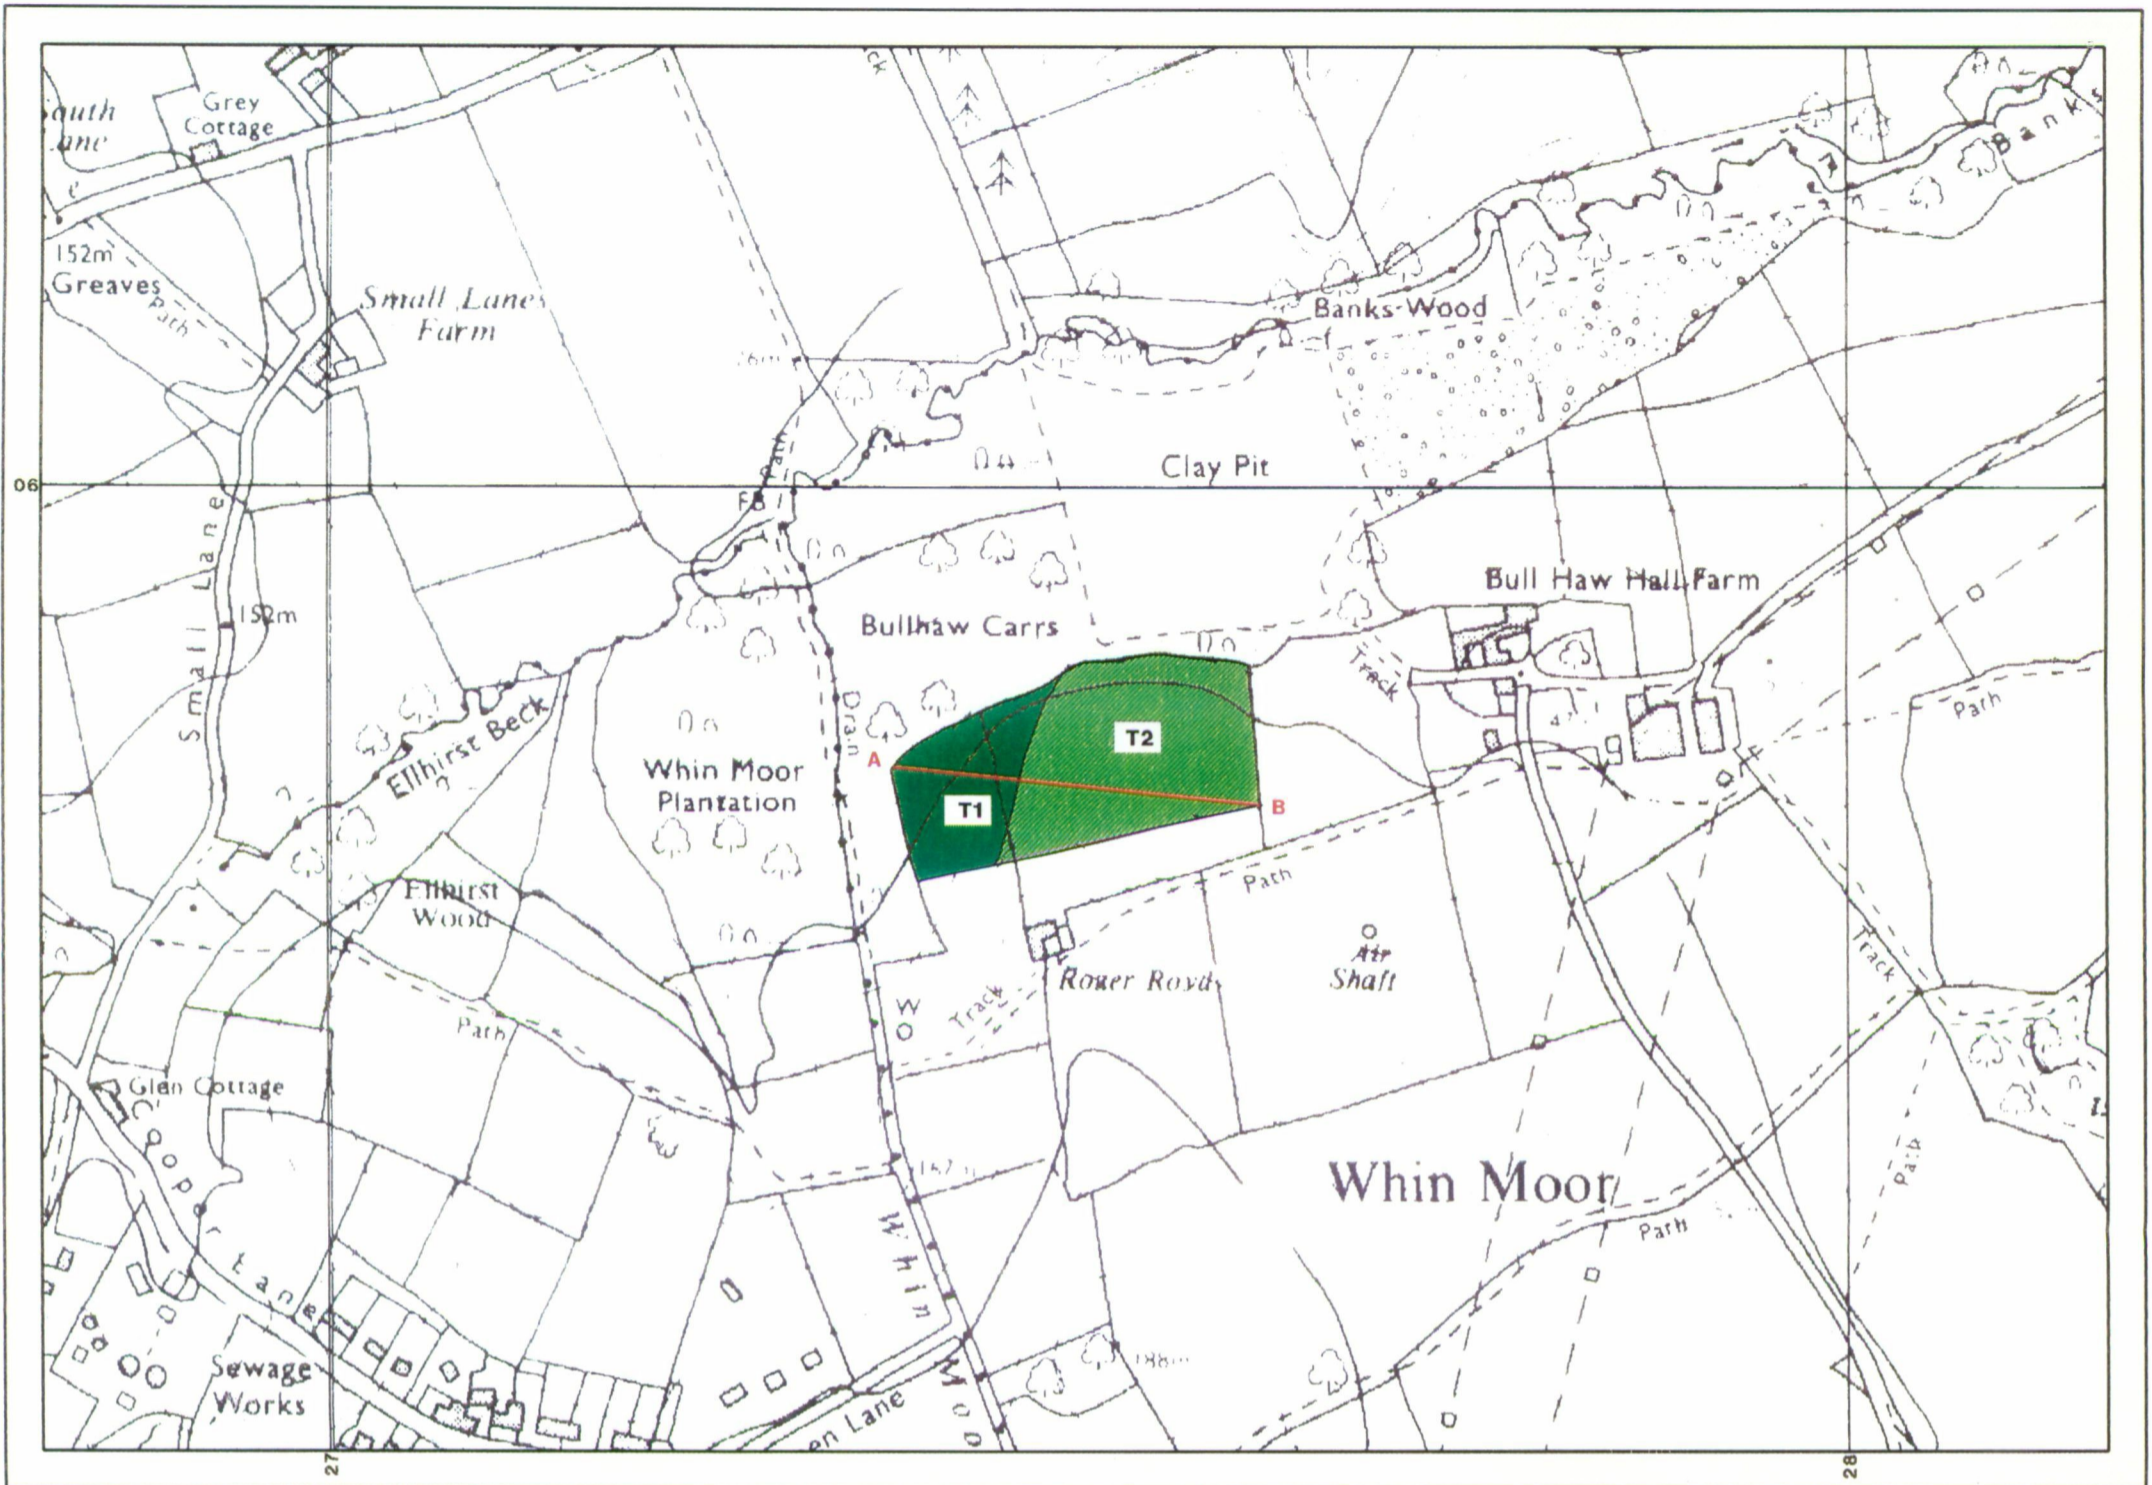 Grey
Cottage
152m
Greaves
Path
Small Lane
Farm
Banks Wood
Banks
Clay Pit
06
Path
FB
Small Lane
152m
Bullhaw Carrs
Bull Haw Hall Farm
Track
Ellhirst Beck
Drain
Whin Moor
Plantation
A
T1
T2
B
Path
Ellhirst
Wood
Path
Path
Roger Royd
Air
Shaft
Track
Track
W
Glen Cottage
Cooper Lane
Whin Moor
Path
Path
Whin Moo
188m
Sewage
Works
en Lane
27
28